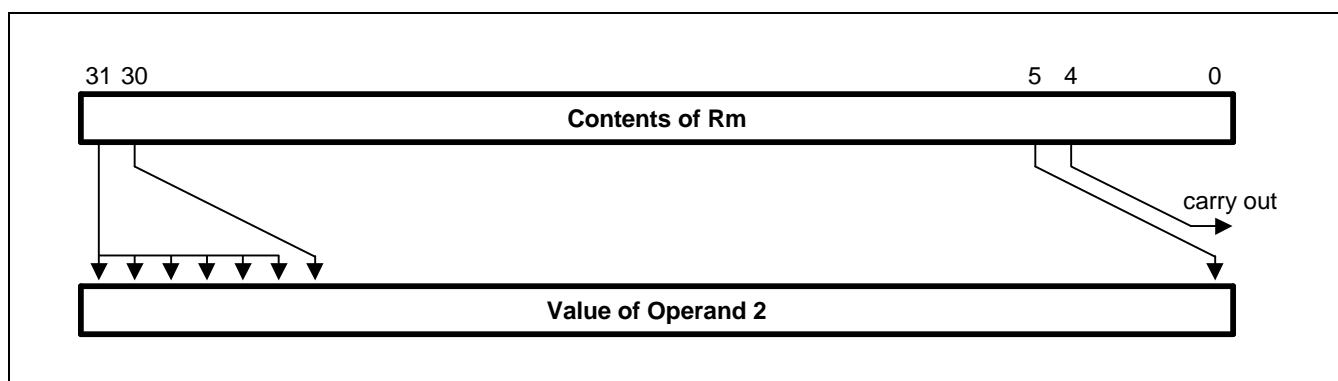 31 30 5 4 0
Contents of Rm
carry out
Value of Operand 2